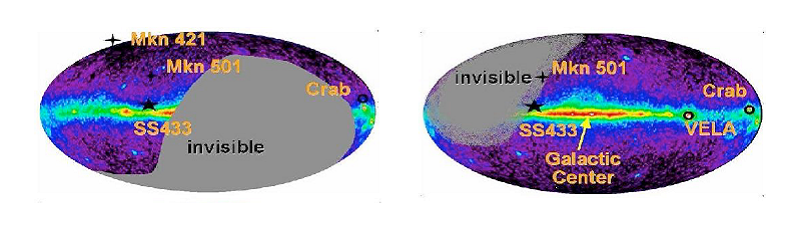 Mkn 421
Mkn 501
Crab
SS433
invisible
invisible
Mkn 501
Crab
SS433
VELA
Galactic
Center